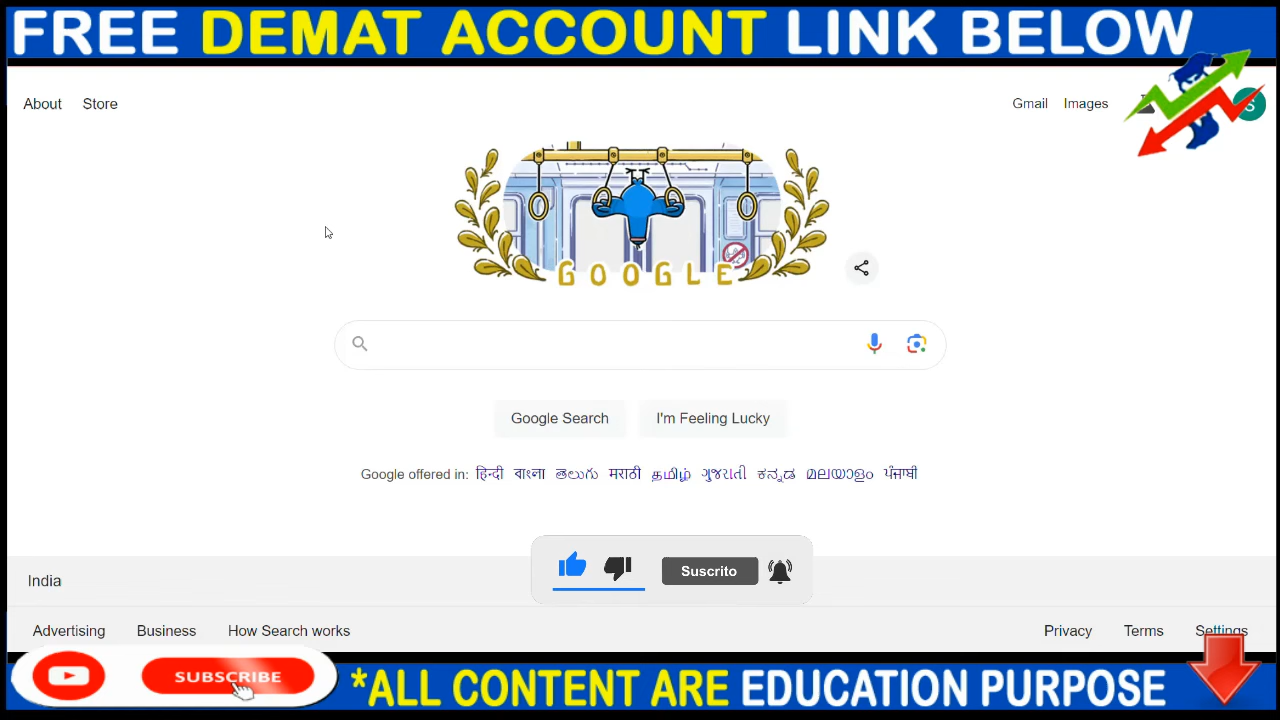 FREE DEMAT ACCOUNT LINK BELOW
About Store Gmail Images S
GOOGLE
Google Search I'm Feeling Lucky
Google offered in: हिन्दी বাংলা తెలుగు मराठी தமிழ் ગુજરાતી ಕನ್ನಡ മലയാളം ਪੰਜਾਬੀ
Suscrito
India
Advertising Business How Search works Privacy Terms Settings
SUBSCRIBE
*ALL CONTENT ARE EDUCATION PURPOSE